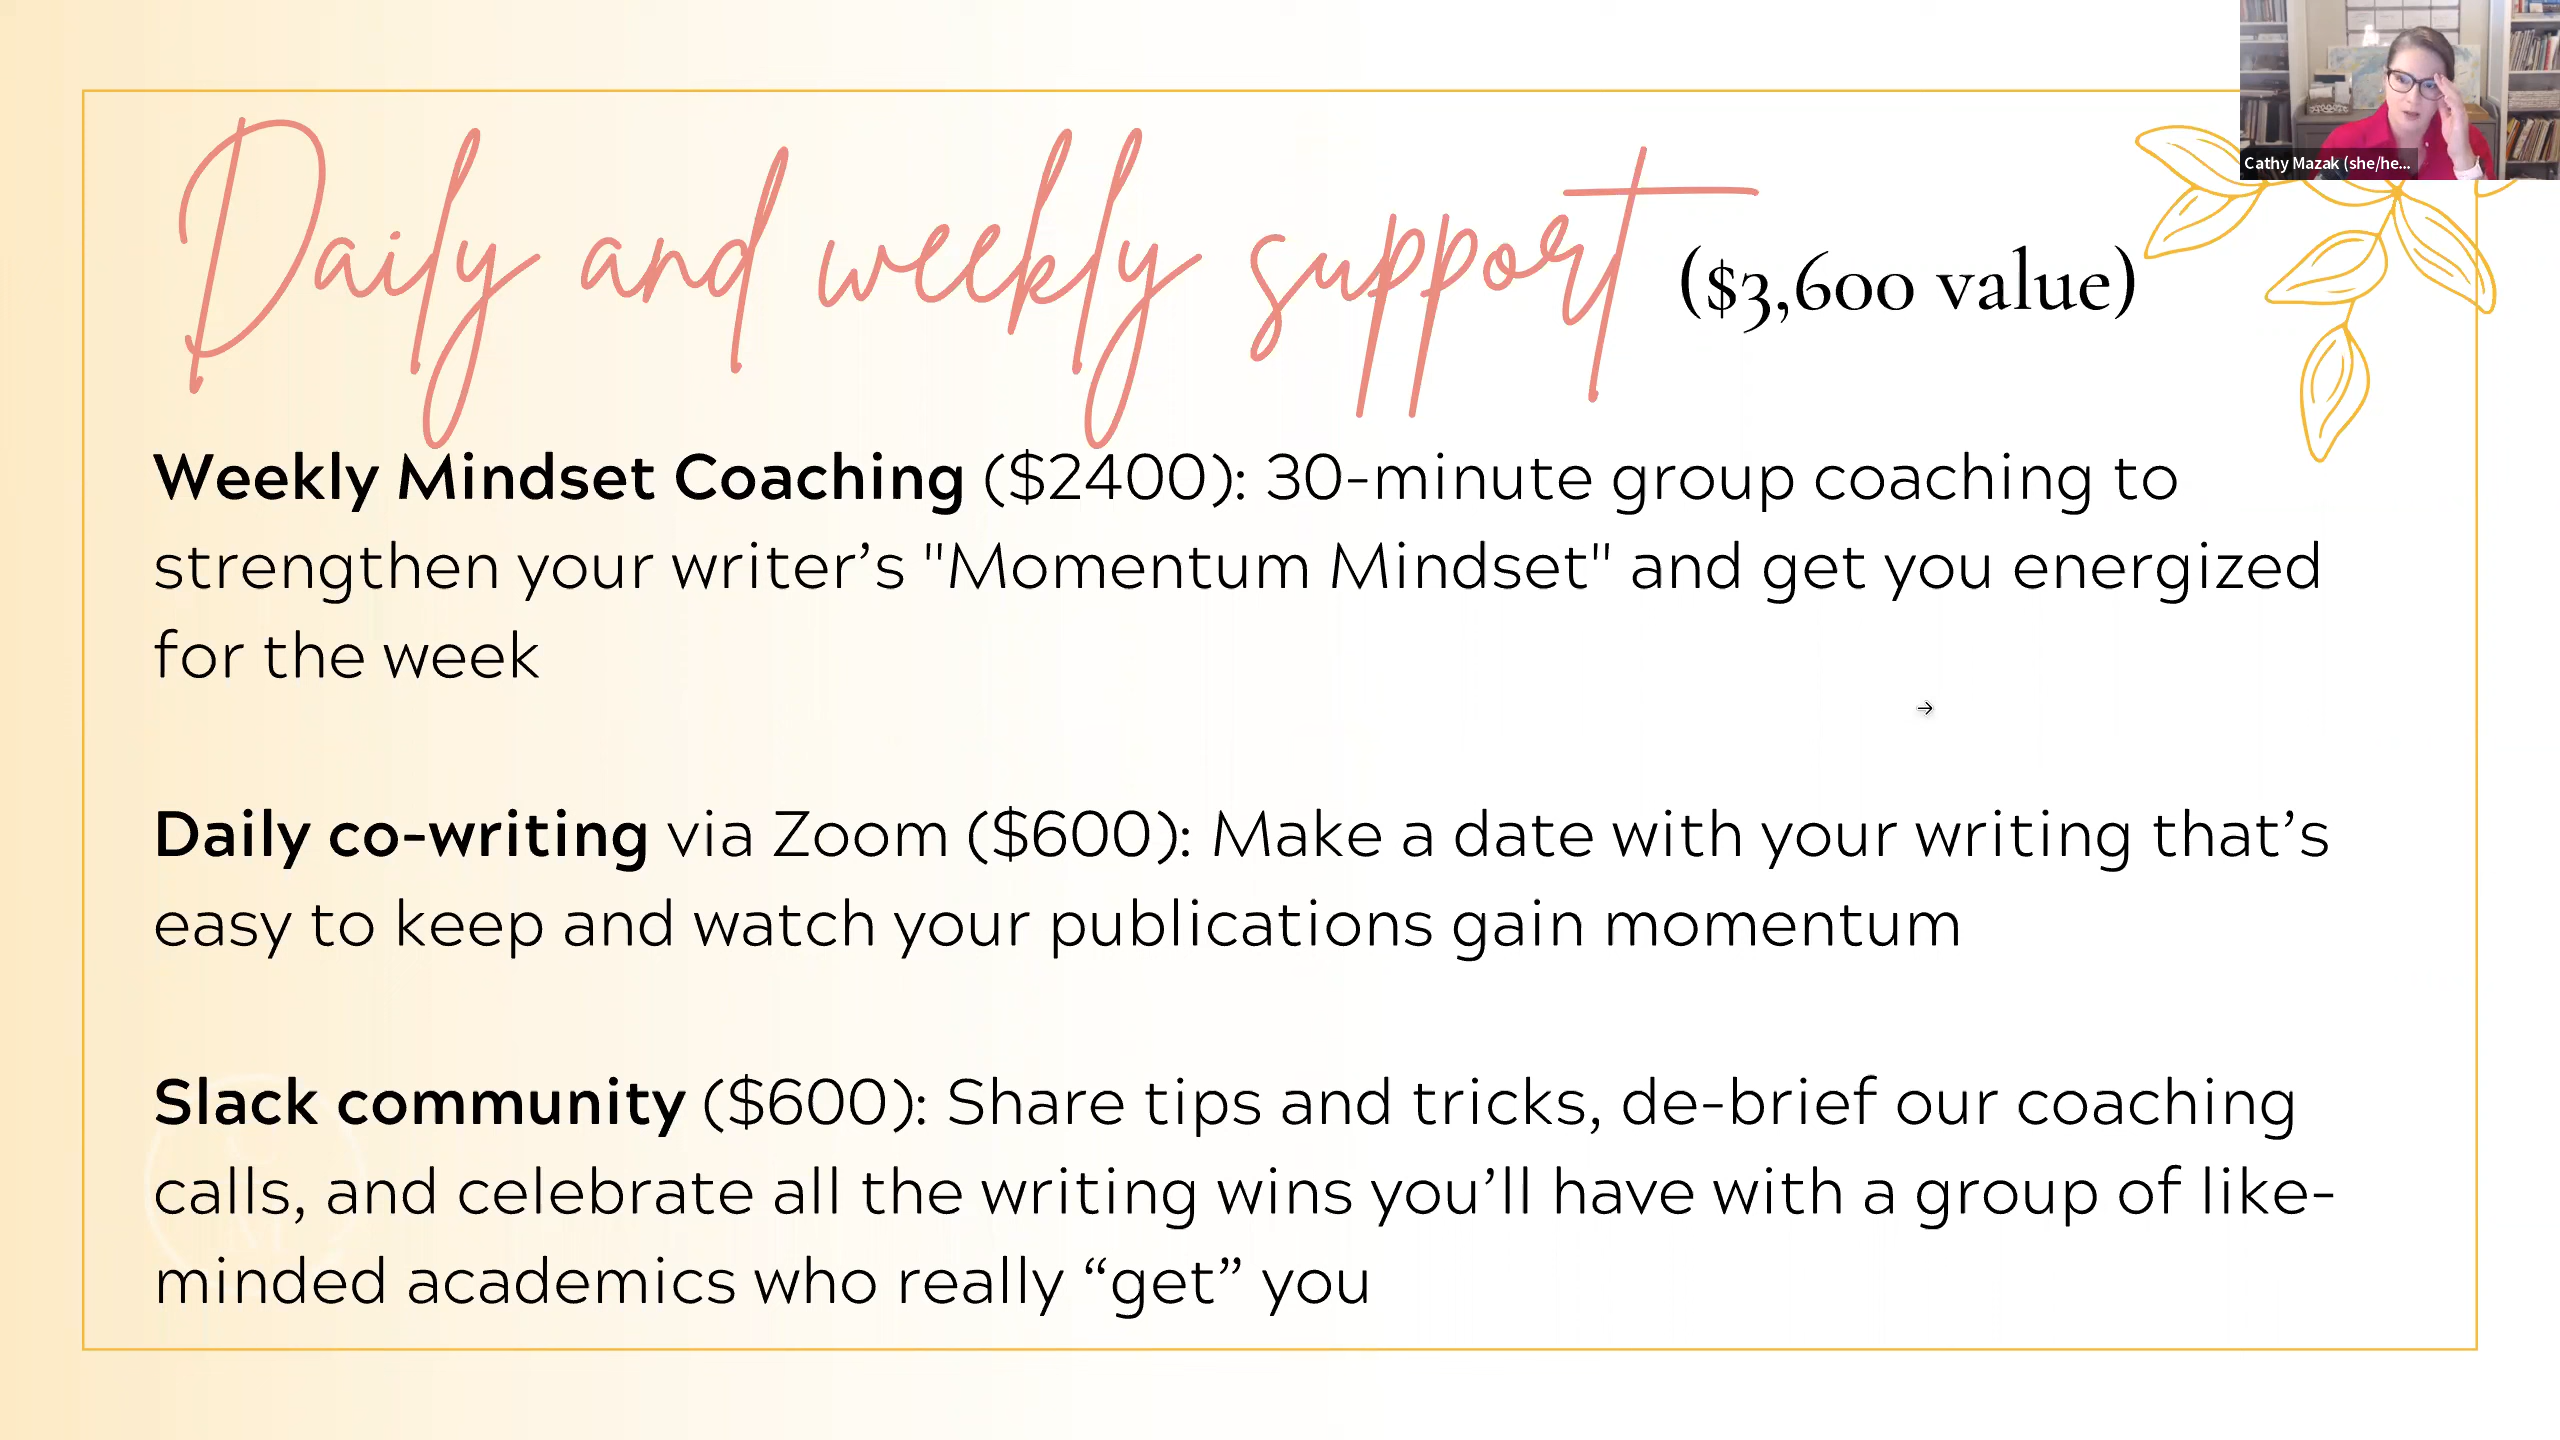 Cathy Mazak (she/he...
Daily and weekly support ($3,600 value)
Weekly Mindset Coaching ($2400): 30-minute group coaching to
strengthen your writer’s "Momentum Mindset" and get you energized
for the week
Daily co-writing via Zoom ($600): Make a date with your writing that’s
easy to keep and watch your publications gain momentum
Slack community ($600): Share tips and tricks, de-brief our coaching
calls, and celebrate all the writing wins you’ll have with a group of like-
minded academics who really “get” you